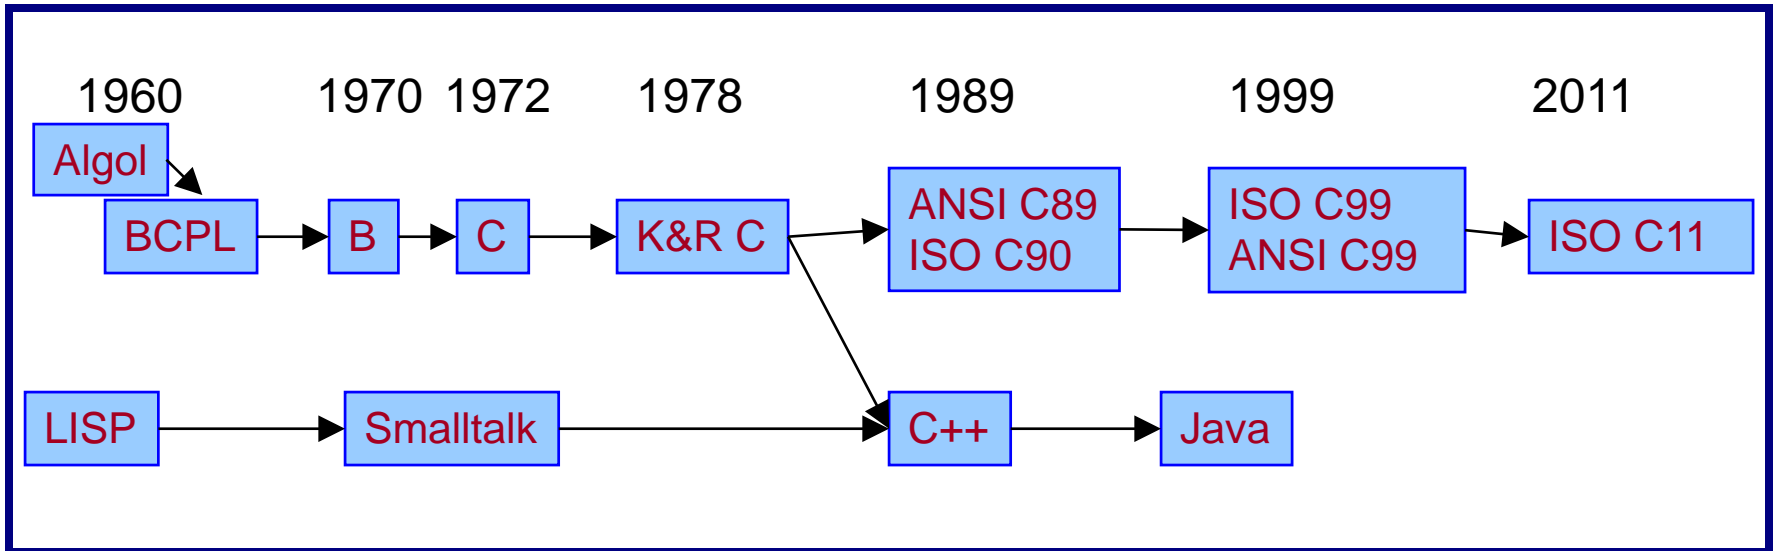 1960 1970 1972 1978 1989 1999 2011
Algol
BCPL B C K&R C
ANSI C89
ISO C90
ISO C99
ANSI C99
ISO C11
LISP Smalltalk C++ Java